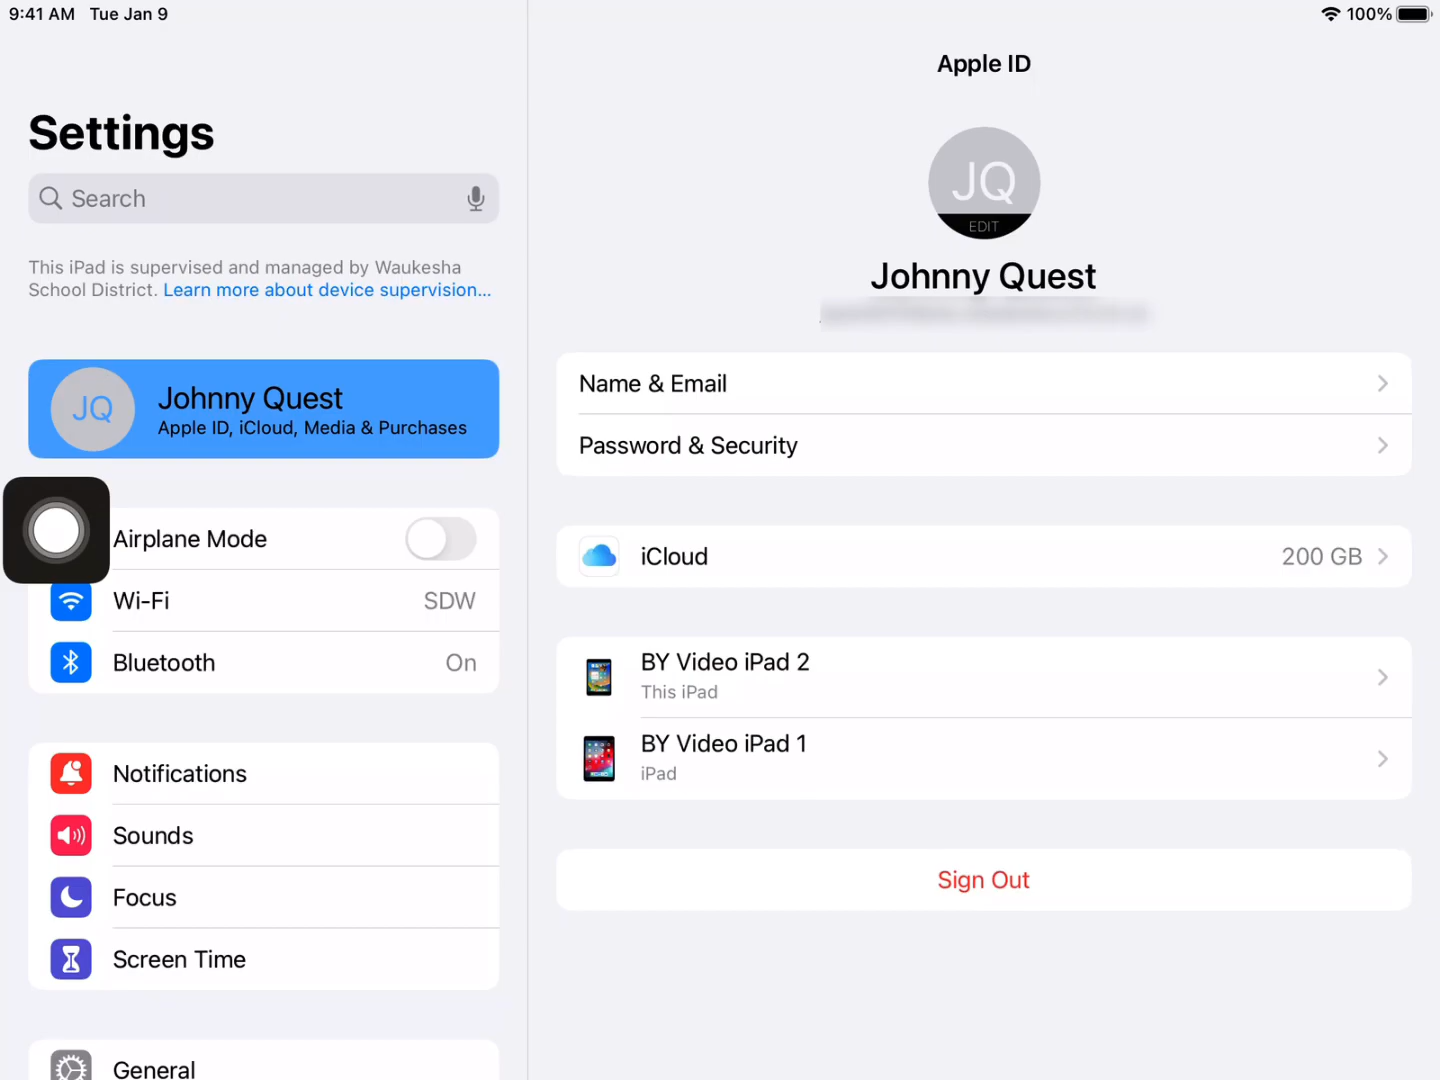 9:41 AM Tue Jan 9
100%
Settings
Search
This iPad is supervised and managed by Waukesha
School District. Learn more about device supervision...
JQ
Johnny Quest
Apple ID, iCloud, Media & Purchases
Airplane Mode
Wi-Fi SDW
Bluetooth On
Notifications
Sounds
Focus
Screen Time
General
Apple ID
JQ
EDIT
Johnny Quest
Name & Email
Password & Security
iCloud 200 GB
BY Video iPad 2
This iPad
BY Video iPad 1
iPad
Sign Out